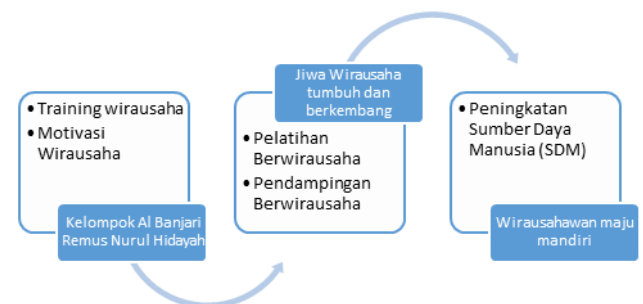 • Training wirausaha
• Motivasi
Wirausaha
Kelompok Al Banjari
Remus Nurul Hidayah
Jiwa Wirausaha
tumbuh dan
berkembang
• Pelatihan
Berwirausaha
• Pendampingan
Berwirausaha
• Peningkatan
Sumber Daya
Manusia (SDM)
Wirausahawan maju
mandiri